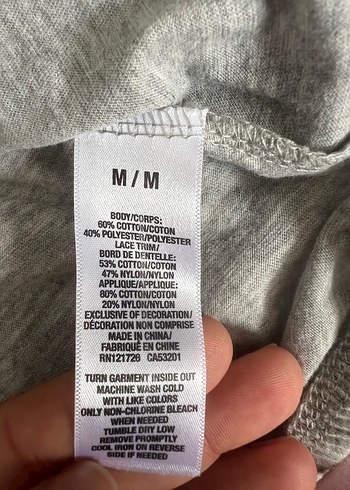 M / M
BODY/CORPS:
60% COTTON/COTON
40% POLYESTER/POLYESTER
LACE TRIM/
BORD DE DENTELLE:
53% COTTON/COTON
47% NYLON/NYLON
APPLIQUE/APPLIQUE:
80% COTTON/COTON
20% NYLON/NYLON
EXCLUSIVE OF DECORATION/
DÉCORATION NON COMPRISE
MADE IN CHINA/
FABRIQUÉ EN CHINE
RN121726 CA53201
TURN GARMENT INSIDE OUT
MACHINE WASH COLD
WITH LIKE COLORS
ONLY NON-CHLORINE BLEACH
WHEN NEEDED
TUMBLE DRY LOW
REMOVE PROMPTLY
COOL IRON ON REVERSE
SIDE IF NEEDED